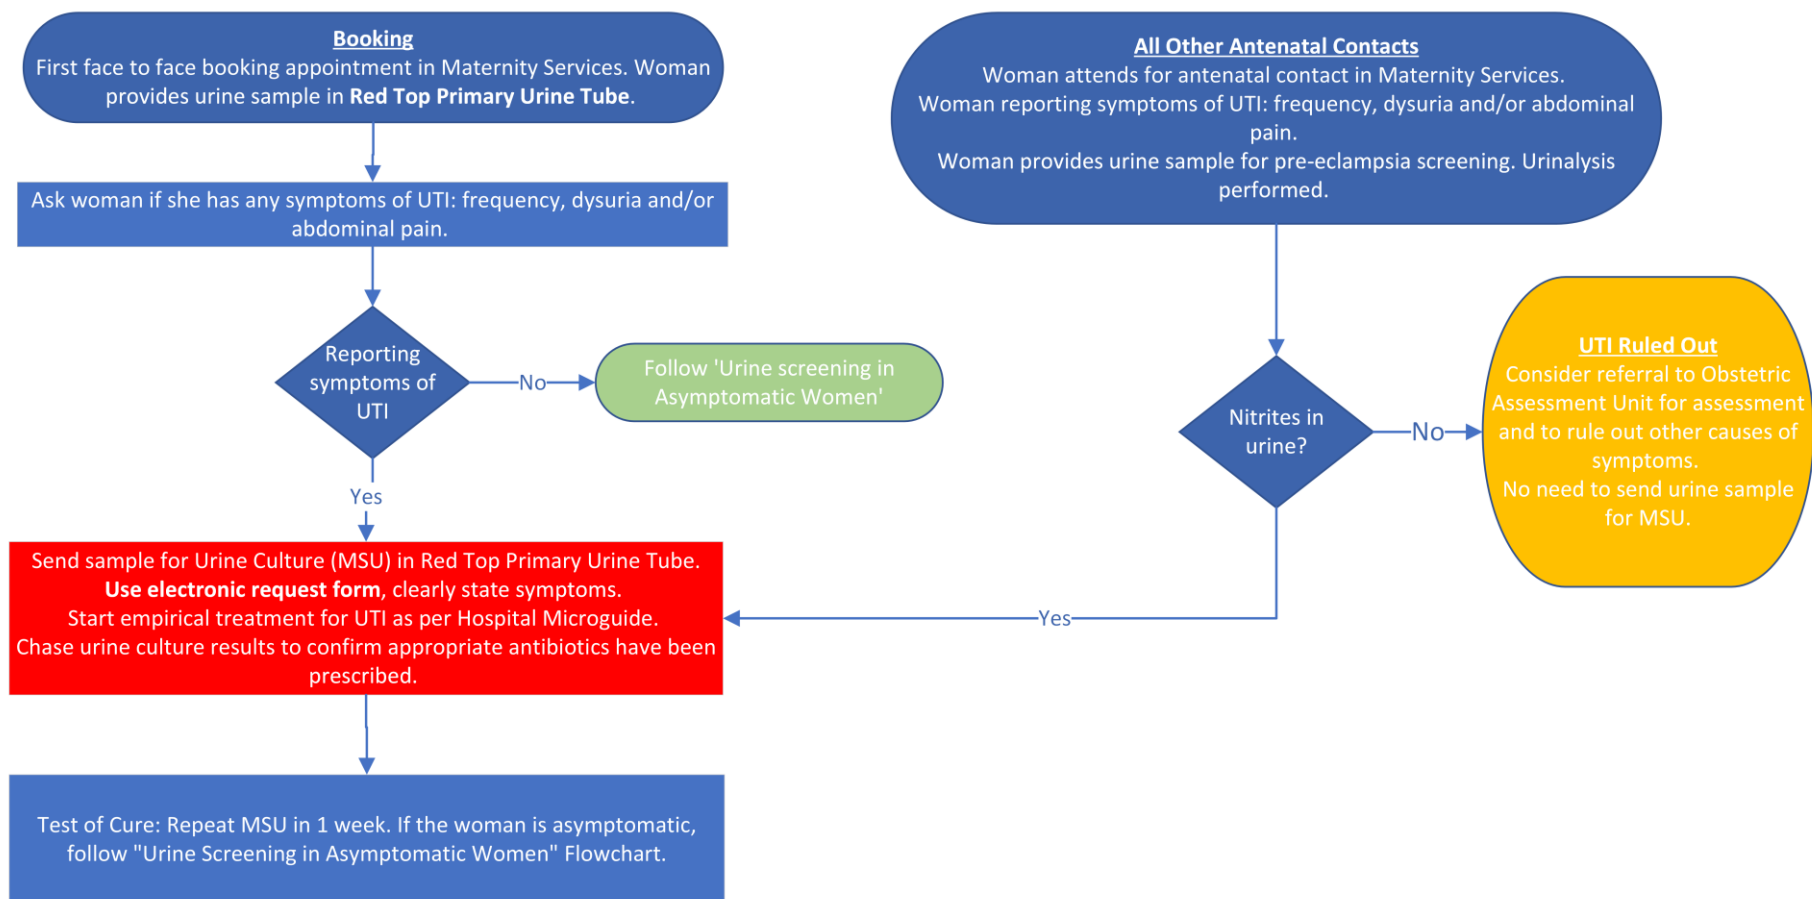 Booking
First face to face booking appointment in Maternity Services. Woman
provides urine sample in Red Top Primary Urine Tube.
Ask woman if she has any symptoms of UTI: frequency, dysuria and/or
abdominal pain.
Reporting
symptoms of
UTI
No
Follow 'Urine screening in
Asymptomatic Women'
Yes
Send sample for Urine Culture (MSU) in Red Top Primary Urine Tube.
Use electronic request form, clearly state symptoms.
Start empirical treatment for UTI as per Hospital Microguide.
Chase urine culture results to confirm appropriate antibiotics have been
prescribed.
Test of Cure: Repeat MSU in 1 week. If the woman is asymptomatic,
follow "Urine Screening in Asymptomatic Women" Flowchart.
All Other Antenatal Contacts
Woman attends for antenatal contact in Maternity Services.
Woman reporting symptoms of UTI: frequency, dysuria and/or abdominal
pain.
Woman provides urine sample for pre-eclampsia screening. Urinalysis
performed.
Nitrites in
urine?
No
UTI Ruled Out
Consider referral to Obstetric
Assessment Unit for assessment
and to rule out other causes of
symptoms.
No need to send urine sample
for MSU.
Yes